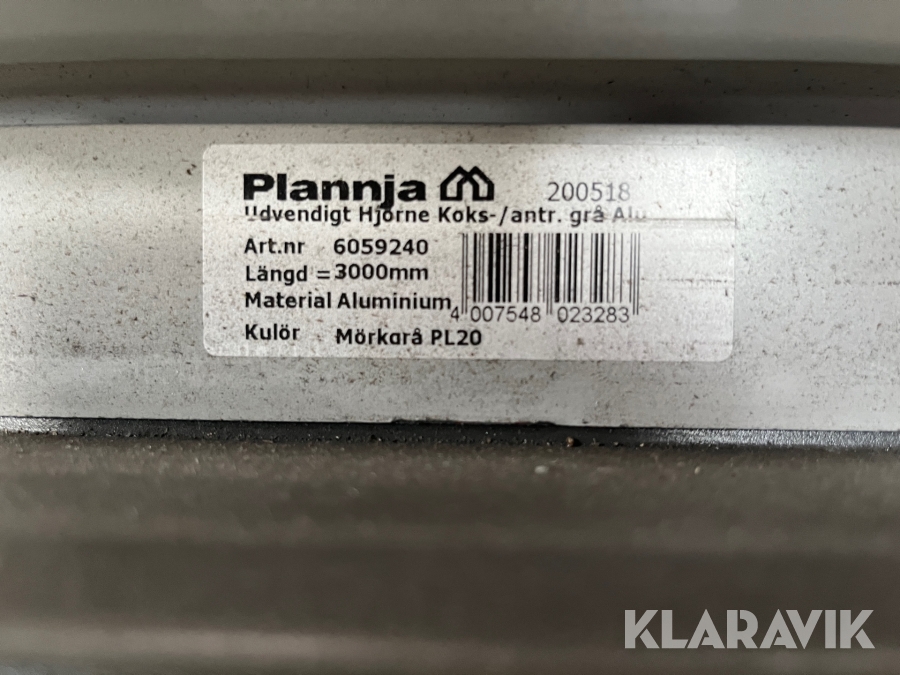 Plannja 200518
Udvendigt Hjörne Koks-/antr. grå Alu
Art.nr 6059240
Längd = 3000mm
Material Aluminium
4 007548 023283
Kulör Mörkgrå PL20
KLARAVIK